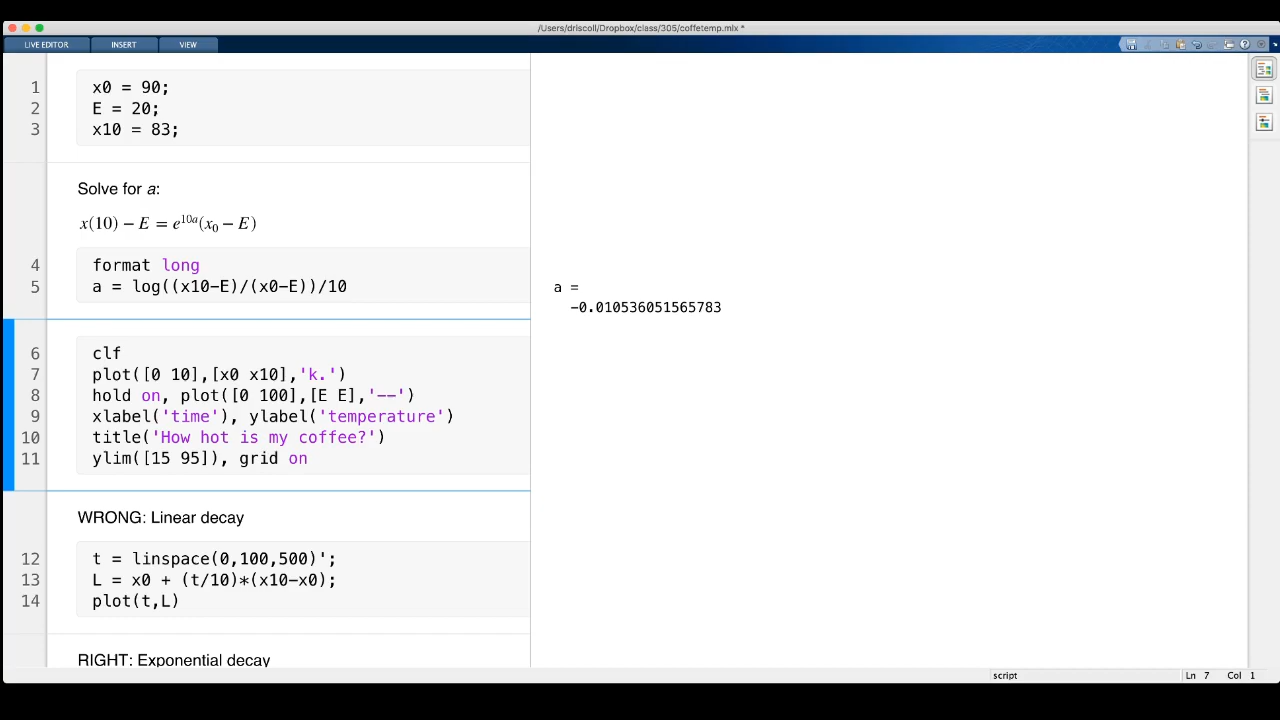 /Users/driscoll/Dropbox/class/305/coffetemp.mlx *
LIVE EDITOR INSERT VIEW
1 x0 = 90;
2 E = 20;
3 x10 = 83;
Solve for a:
x(10) − E = e^{10a}(x₀ − E)
4 format long
5 a = log((x10-E)/(x0-E))/10
a =
-0.010536051565783
6 clf
7 plot([0 10],[x0 x10],'k.')
8 hold on, plot([0 100],[E E],'--')
9 xlabel('time'), ylabel('temperature')
10 title('How hot is my coffee?')
11 ylim([15 95]), grid on
WRONG: Linear decay
12 t = linspace(0,100,500)';
13 L = x0 + (t/10)*(x10-x0);
14 plot(t,L)
RIGHT: Exponential decay
script Ln 7 Col 1